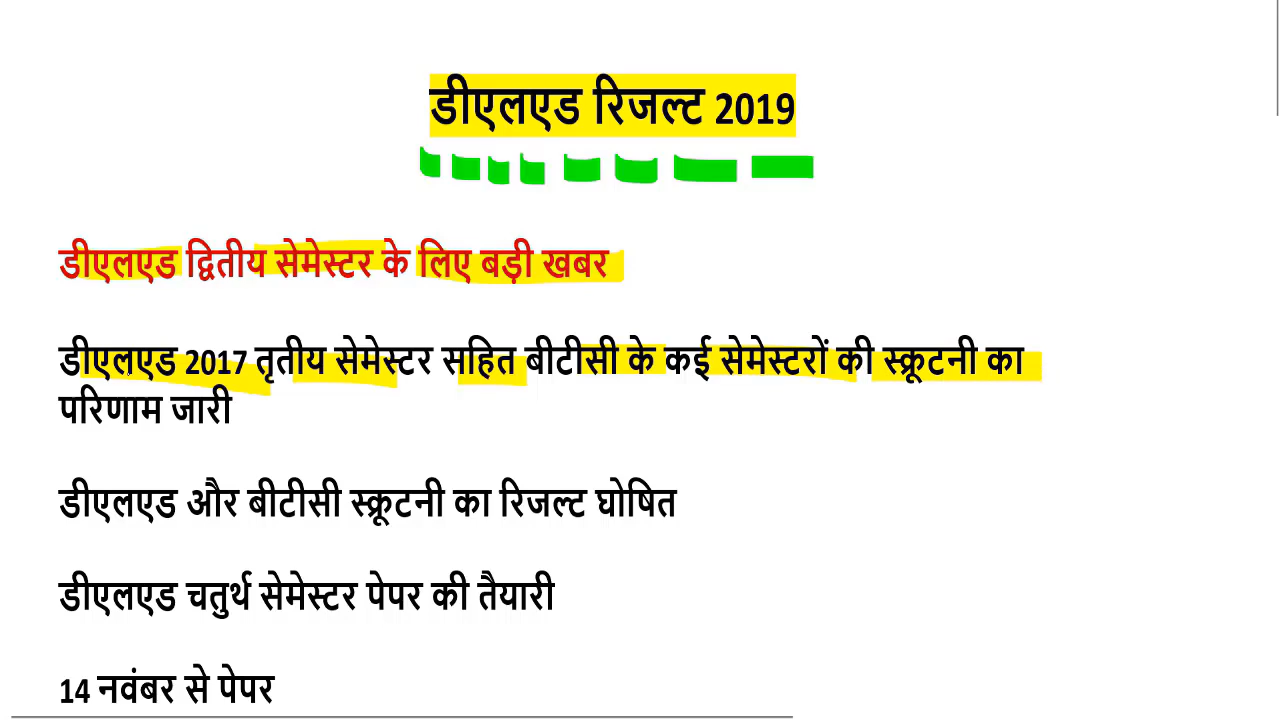 डीएलएड रिजल्ट 2019
डीएलएड द्वितीय सेमेस्टर के लिए बड़ी खबर
डीएलएड 2017 तृतीय सेमेस्टर सहित बीटीसी के कई सेमेस्टरों की स्क्रूटनी का
परिणाम जारी
डीएलएड और बीटीसी स्क्रूटनी का रिजल्ट घोषित
डीएलएड चतुर्थ सेमेस्टर पेपर की तैयारी
14 नवंबर से पेपर